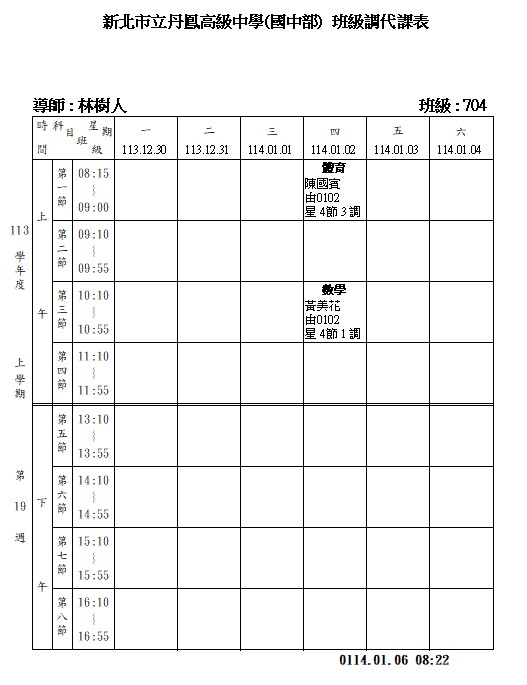 新北市立丹鳳高級中學(國中部) 班級調代課表
導師：林樹人
班級：704
時間 科目 班級 星期
一 二 三 四 五 六
113.12.30 113.12.31 114.01.01 114.01.02 114.01.03 114.01.04
113 學年度 上學期 第 19 週
上午
第一節 08:15 ~ 09:00
體育
陳國賓
由0102
星 4節 3 調
第二節 09:10 ~ 09:55
第三節 10:10 ~ 10:55
數學
黃美花
由0102
星 4節 1 調
第四節 11:10 ~ 11:55
下午
第五節 13:10 ~ 13:55
第六節 14:10 ~ 14:55
第七節 15:10 ~ 15:55
第八節 16:10 ~ 16:55
0114.01.06 08:22